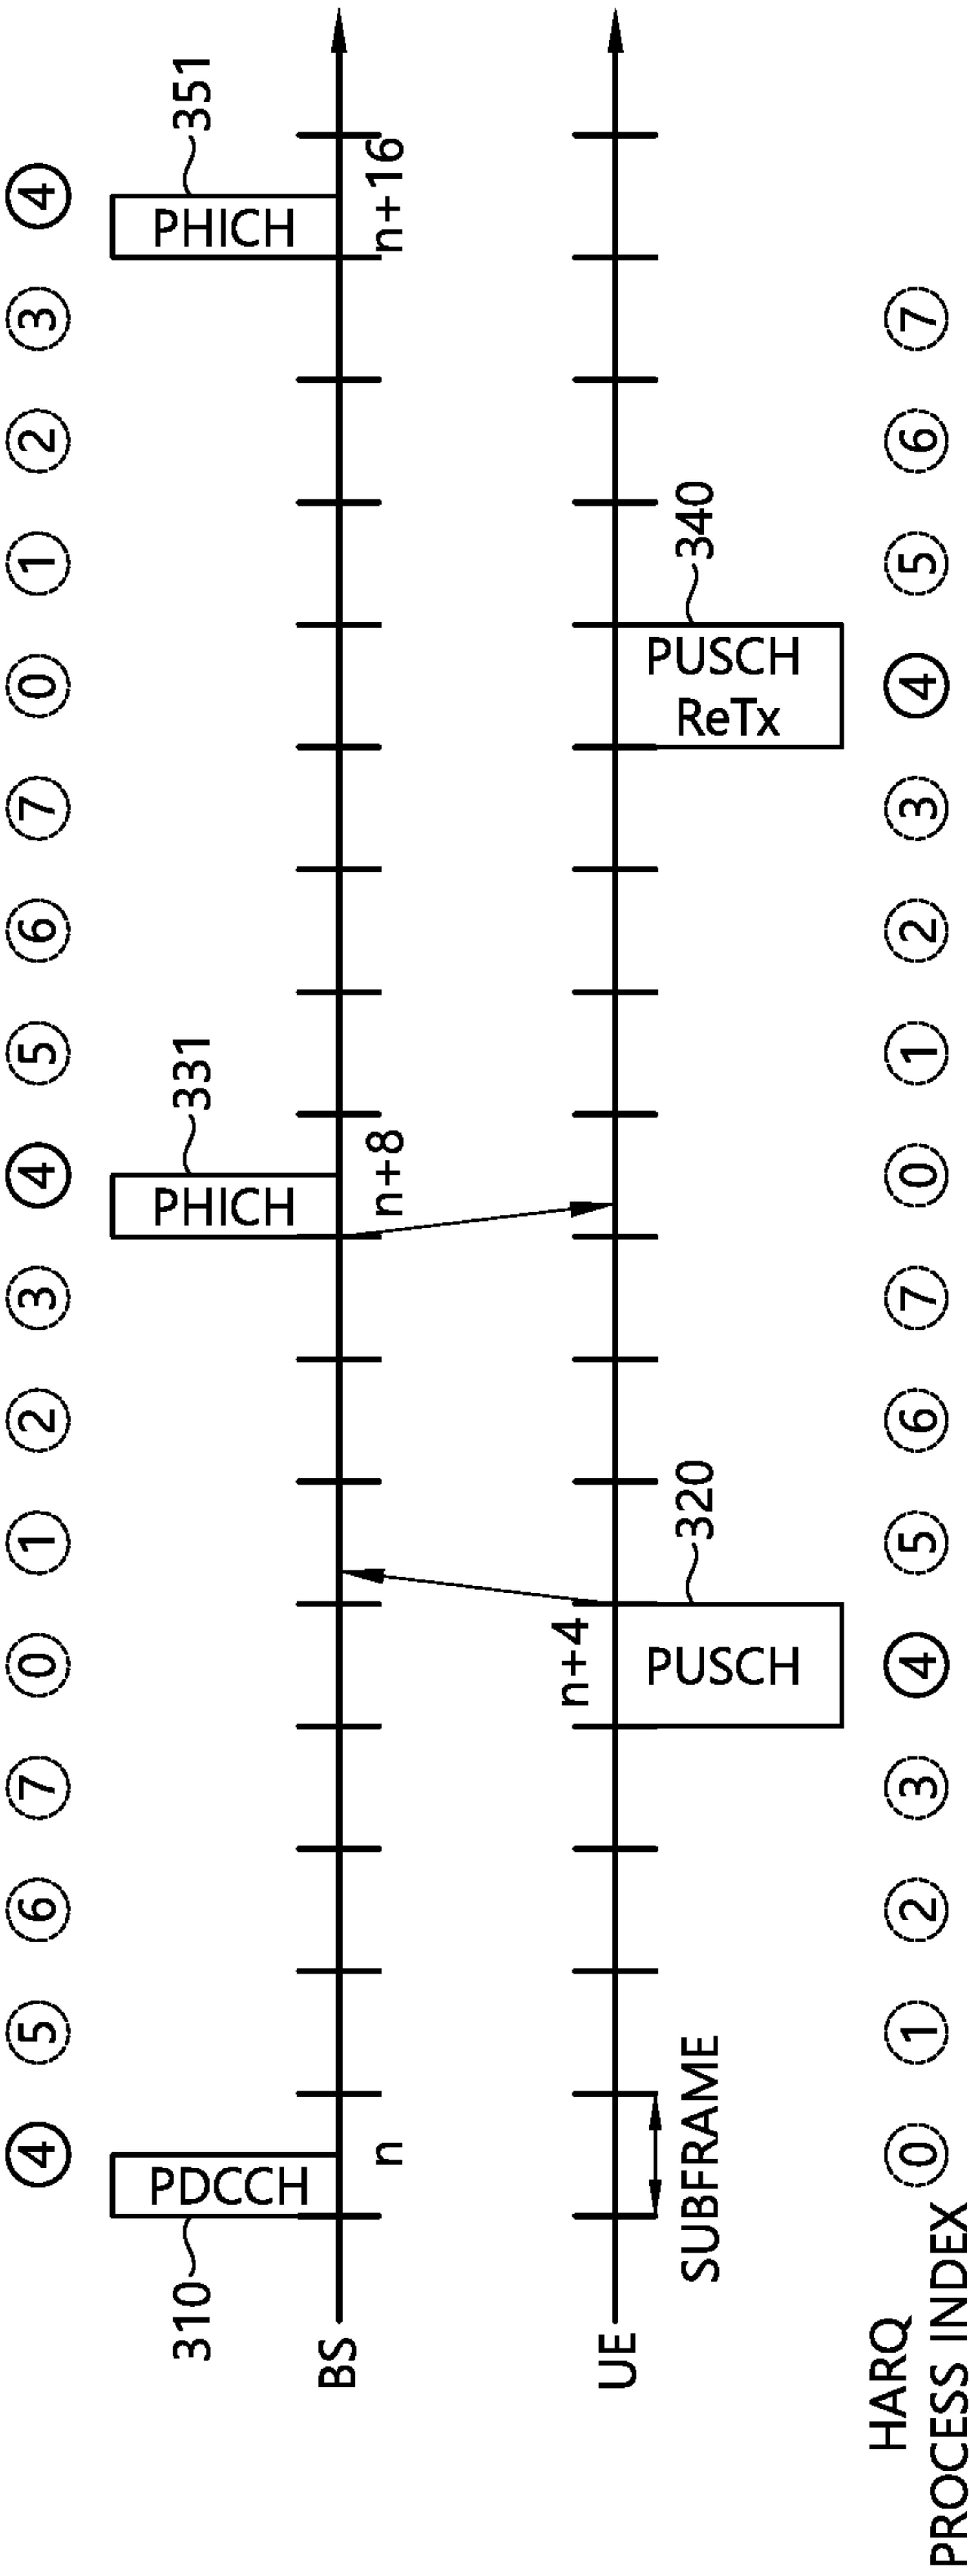 4 5 6 7 0 1 2 3 4 5 6 7 0 1 2 3 4
310
PDCCH
PHICH
331
PHICH
351
BS
n
n+8
n+16
n+4
UE
PUSCH
320
PUSCH
ReTx
340
SUBFRAME
HARQ
PROCESS INDEX
0 1 2 3 4 5 6 7 0 1 2 3 4 5 6 7